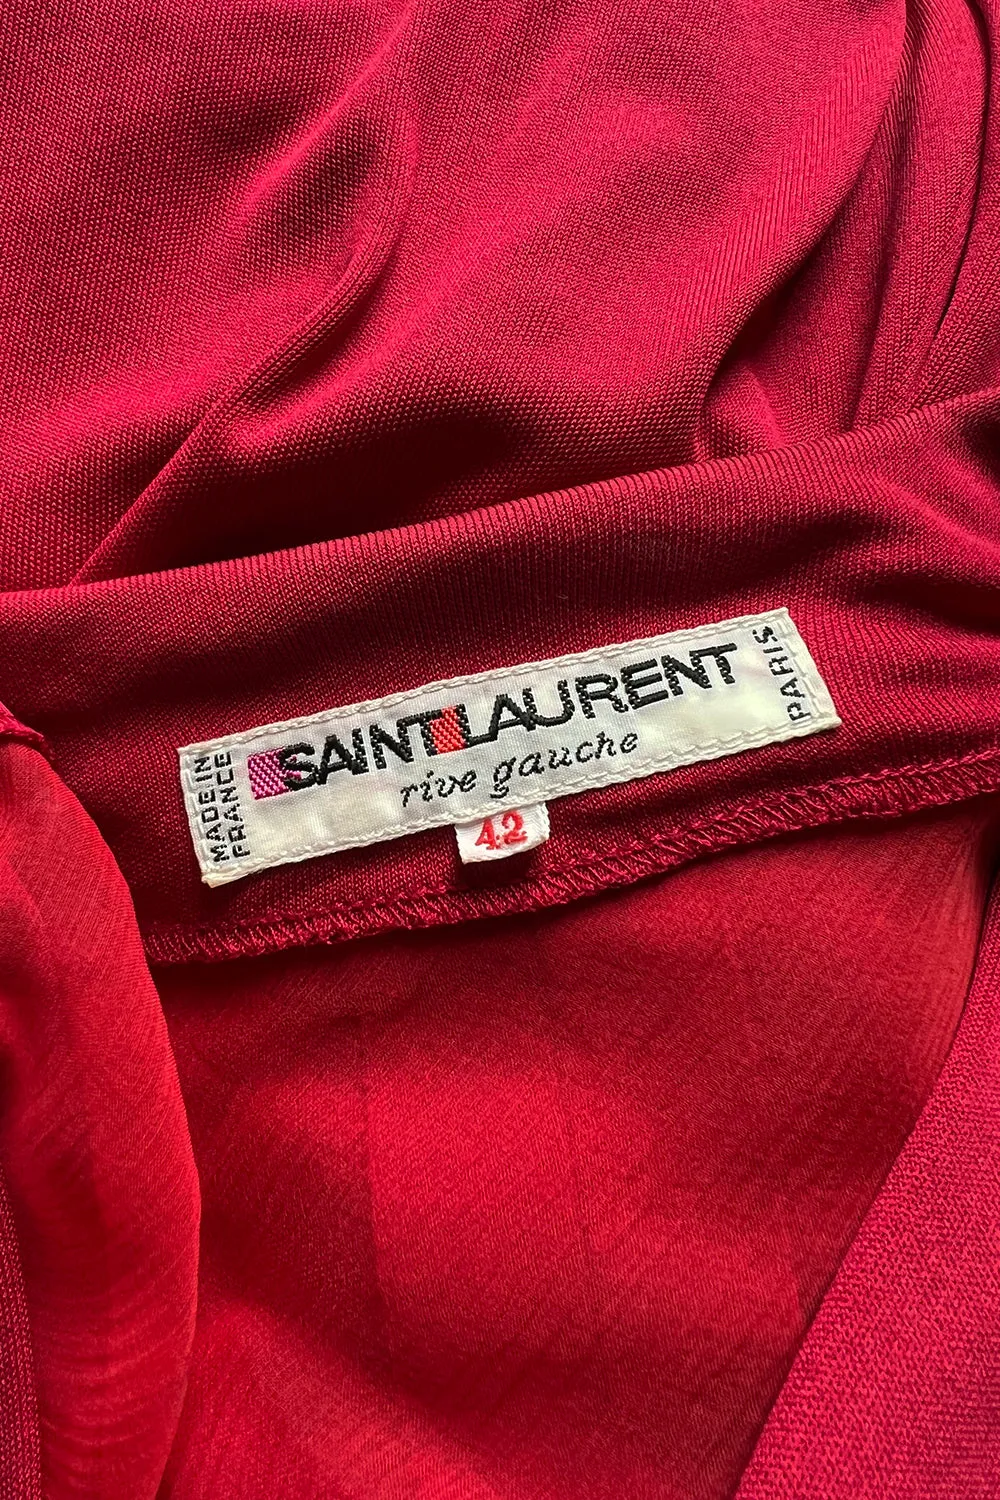 MADE IN
FRANCE
SAINT LAURENT
rive gauche
PARIS
42